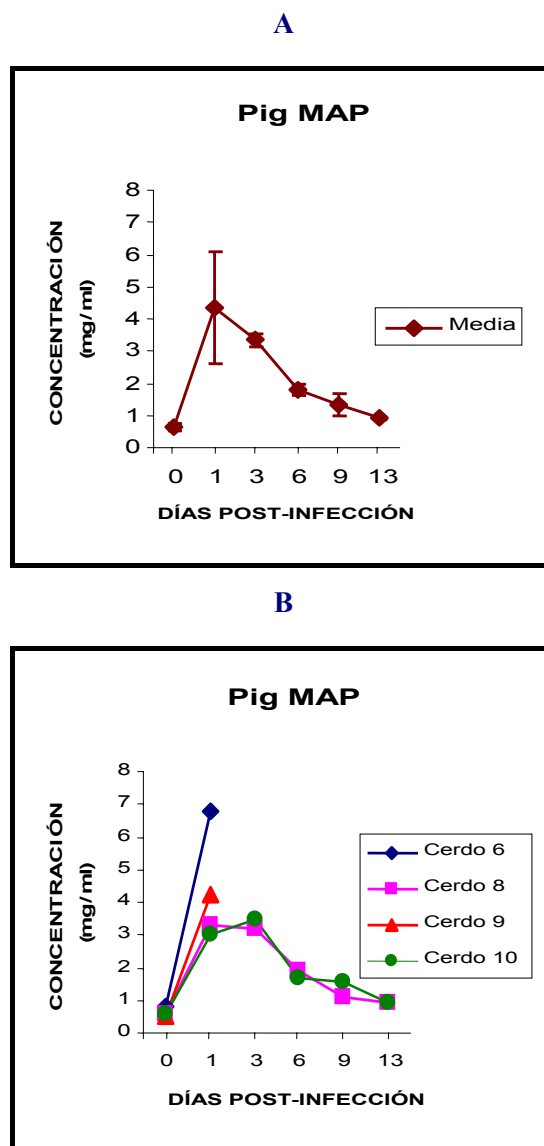 A
Pig MAP
CONCENTRACIÓN
(mg/ml)
8
7
6
5
4
3
2
1
0
0 1 3 6 9 13
DÍAS POST-INFECCIÓN
Media
B
Pig MAP
CONCENTRACIÓN
(mg/ml)
8
7
6
5
4
3
2
1
0
0 1 3 6 9 13
DÍAS POST-INFECCIÓN
Cerdo 6
Cerdo 8
Cerdo 9
Cerdo 10